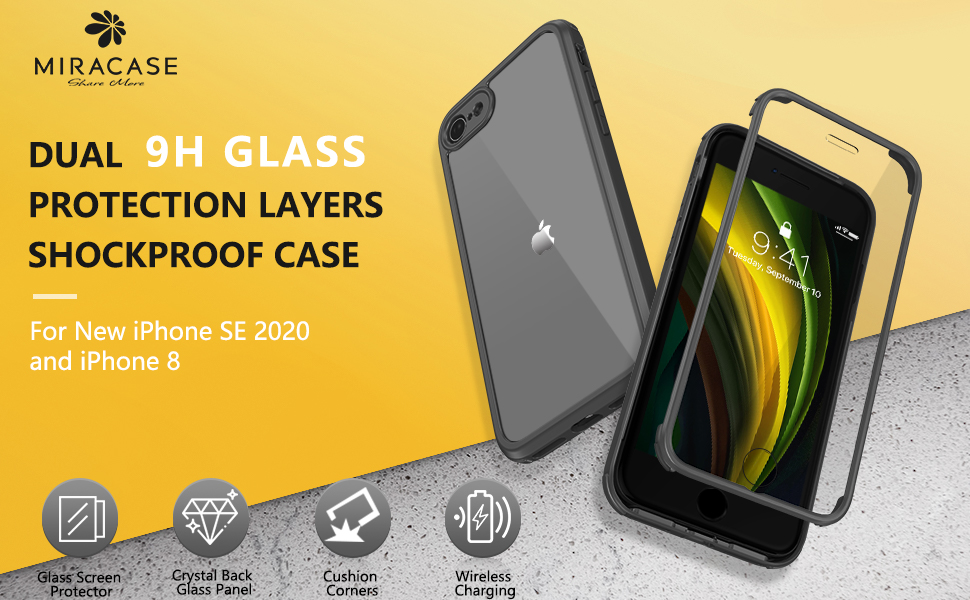 MIRACASE
Share More
DUAL 9H GLASS
PROTECTION LAYERS
SHOCKPROOF CASE
For New iPhone SE 2020
and iPhone 8
9:41
Tuesday, September 10
Glass Screen
Protector
Crystal Back
Glass Panel
Cushion
Corners
Wireless
Charging